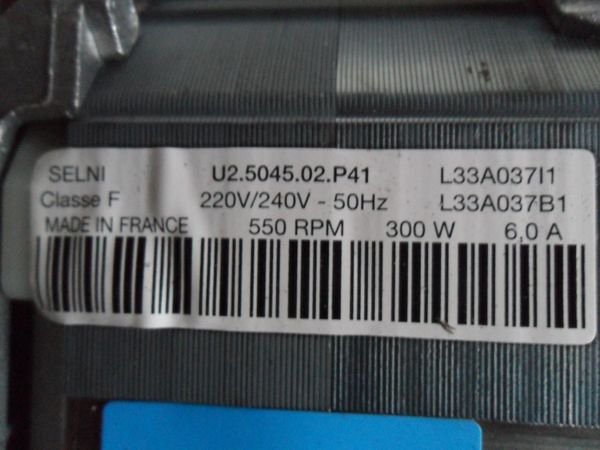 SELNI U2.5045.02.P41 L33A037I1
Classe F 220V/240V - 50Hz L33A037B1
MADE IN FRANCE 550 RPM 300 W 6,0 A